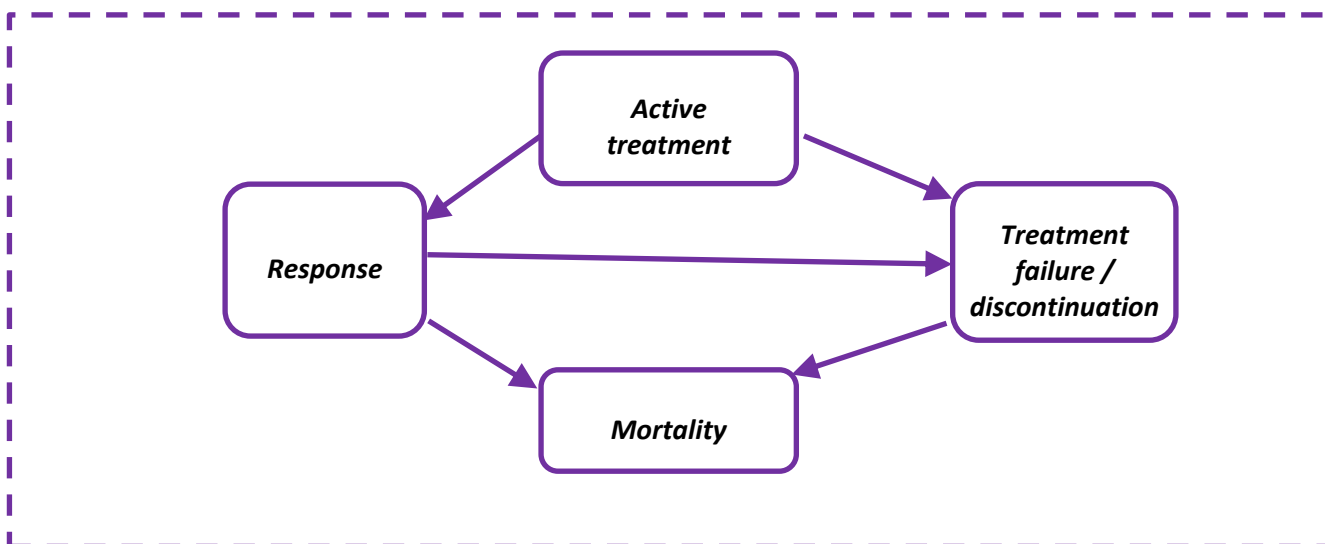 Active
treatment
Response
Treatment
failure /
discontinuation
Mortality